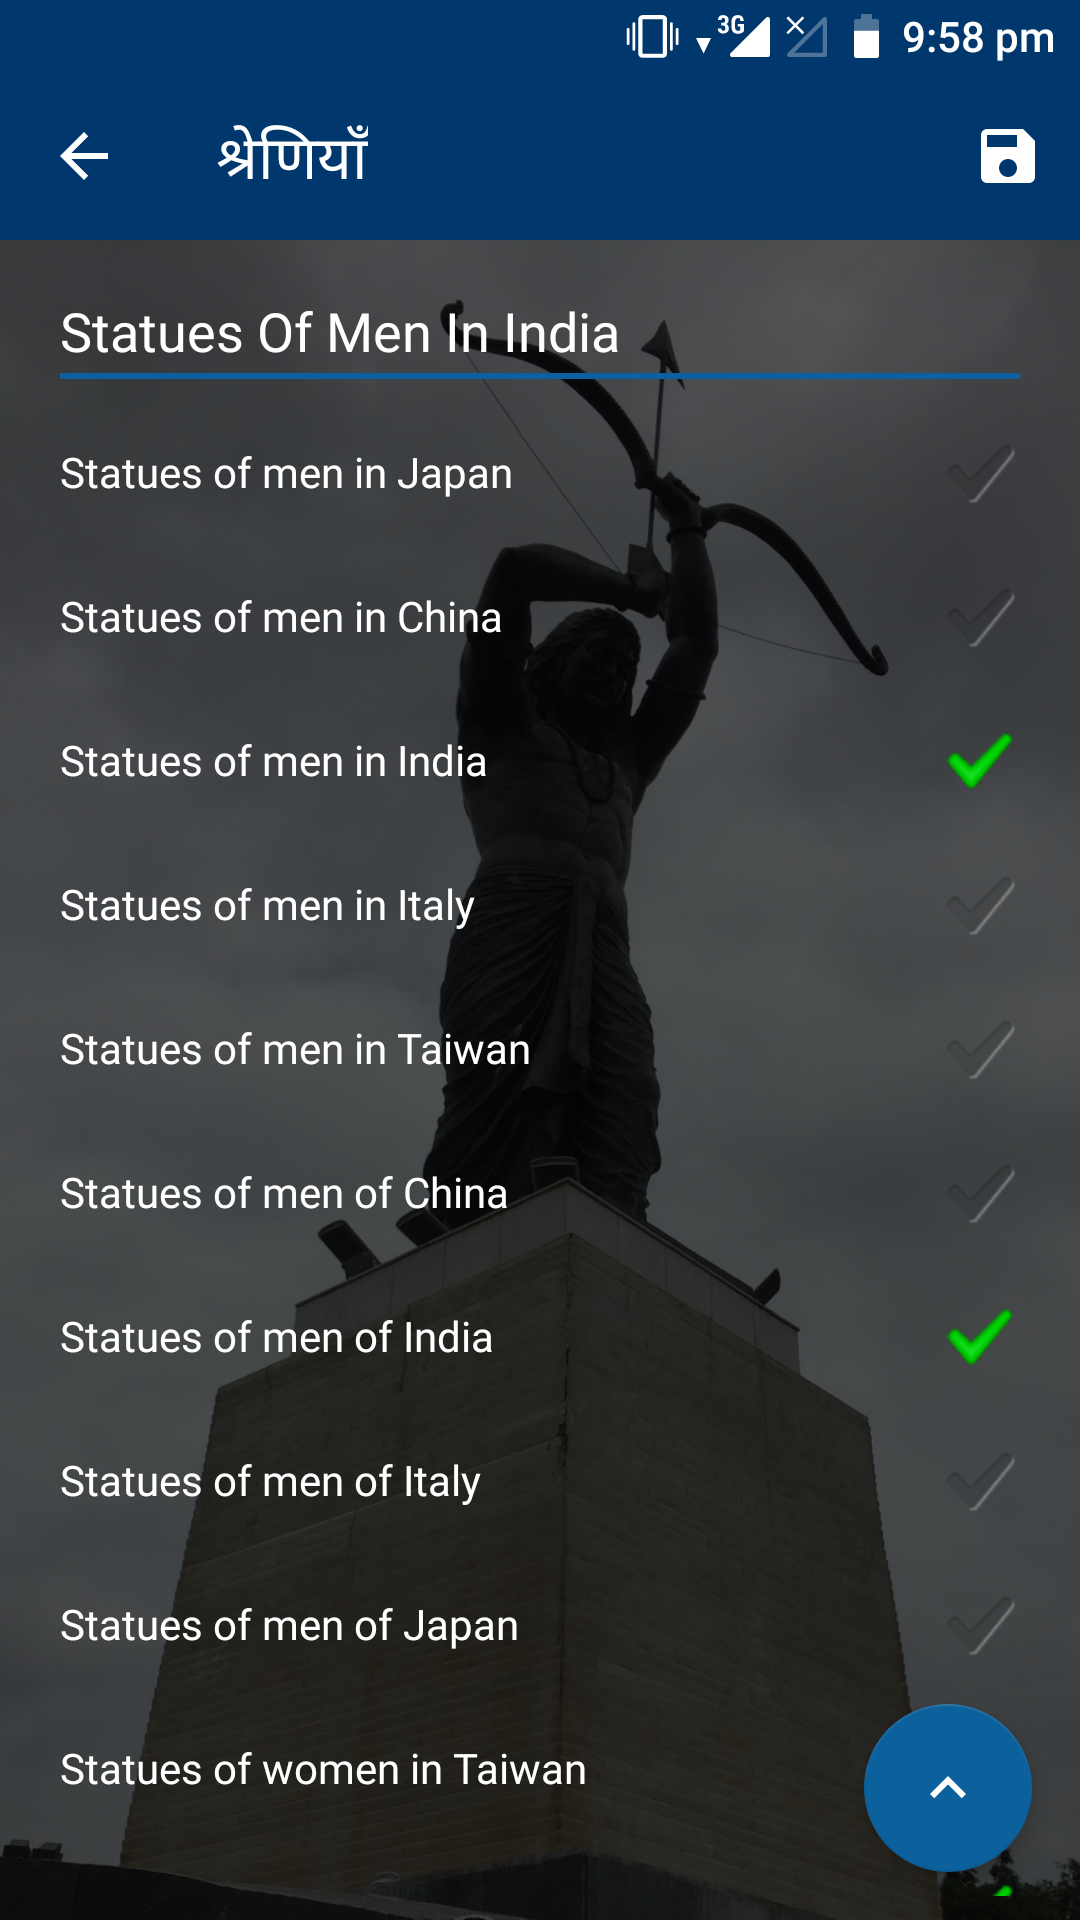 3G 9:58 pm
श्रेणियाँ
Statues Of Men In India
Statues of men in Japan
Statues of men in China
Statues of men in India
Statues of men in Italy
Statues of men in Taiwan
Statues of men of China
Statues of men of India
Statues of men of Italy
Statues of men of Japan
Statues of women in Taiwan